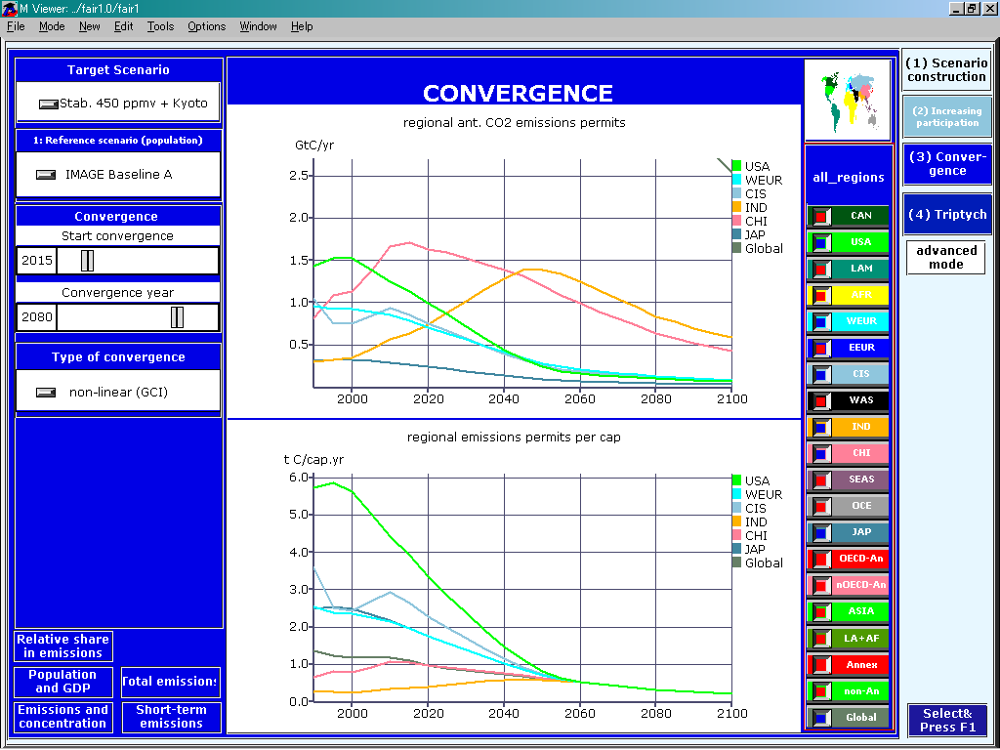 M Viewer: ../fair1.0/fair1
File Mode New Edit Tools Options Window Help
Target Scenario
Stab. 450 ppmv + Kyoto
1: Reference scenario (population)
IMAGE Baseline A
Convergence
Start convergence
2015
Convergence year
2080
Type of convergence
non-linear (GCI)
Relative share
in emissions
Population
and GDP
Total emissions
Emissions and
concentration
Short-term
emissions
CONVERGENCE
regional ant. CO2 emissions permits
GtC/yr
2.5
2.0
1.5
1.0
0.5
2000 2020 2040 2060 2080 2100
USA
WEUR
CIS
IND
CHI
JAP
Global
regional emissions permits per cap
t C/cap.yr
6.0
5.0
4.0
3.0
2.0
1.0
0.0
2000 2020 2040 2060 2080 2100
USA
WEUR
CIS
IND
CHI
JAP
Global
all_regions
CAN
USA
LAM
AFR
WEUR
EEUR
CIS
WAS
IND
CHI
SEAS
OCE
JAP
OECD-An
nOECD-An
ASIA
LA+AF
Annex
non-An
Global
(1) Scenario
construction
(2) Increasing
participation
(3) Conver-
gence
(4) Triptych
advanced
mode
Select&
Press F1